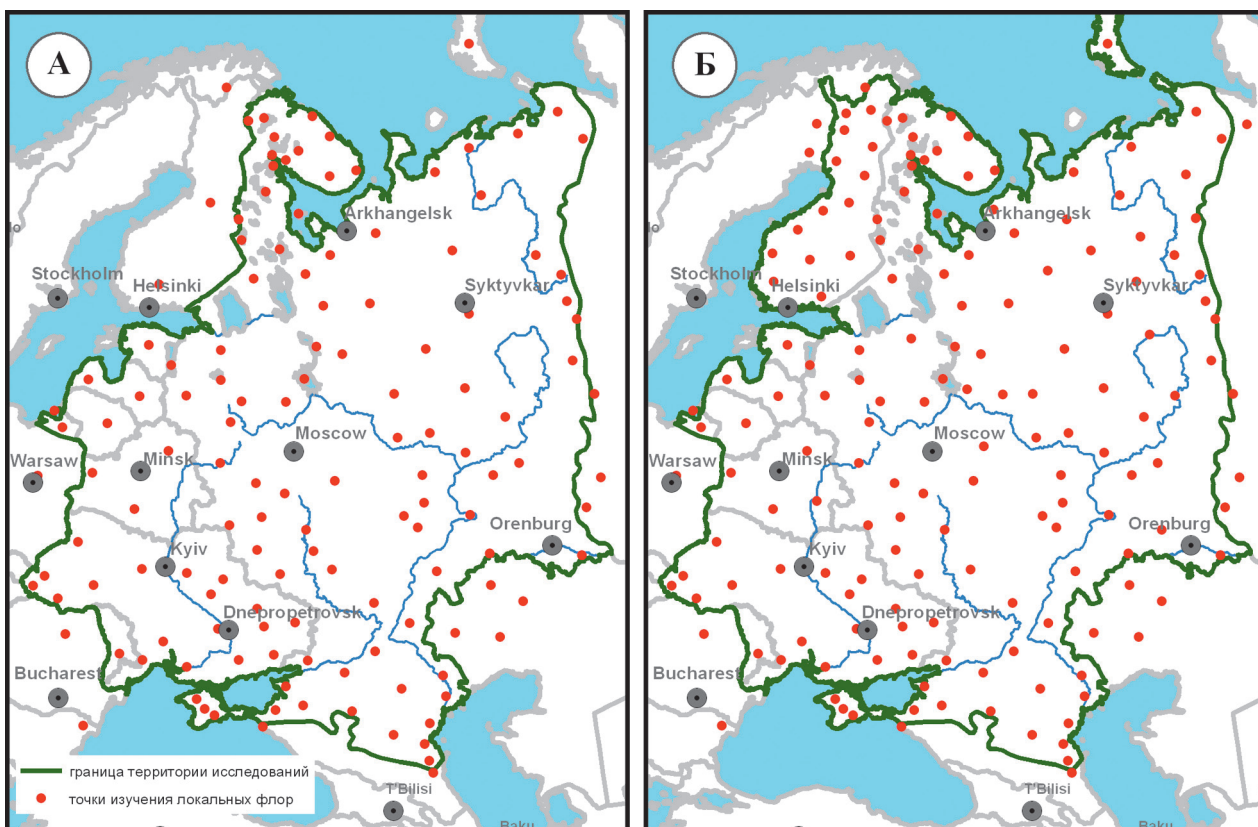 А
Arkhangelsk
Stockholm
Helsinki
Syktyvkar
Moscow
Warsaw
Minsk
Orenburg
Kyiv
Dnepropetrovsk
Bucharest
граница территории исследований
точки изучения локальных флор
T'Bilisi
Baku
Б
Arkhangelsk
Stockholm
Helsinki
Syktyvkar
Moscow
Warsaw
Minsk
Orenburg
Kyiv
Dnepropetrovsk
Bucharest
T'Bilisi
Baku